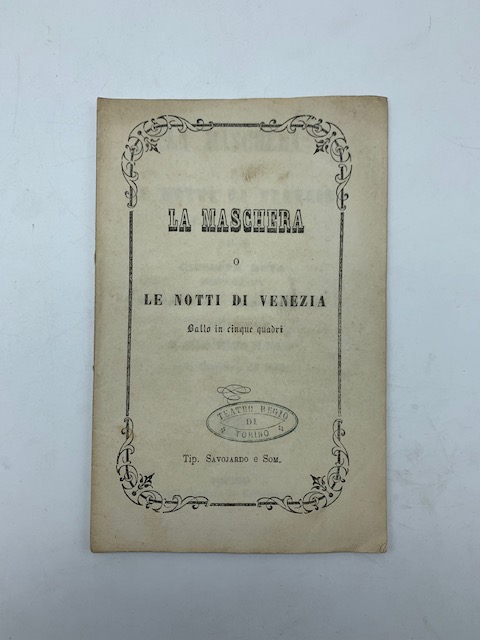 LA MASCHERA
O
LE NOTTI DI VENEZIA
Ballo in cinque quadri
TEATRO REGIO
DI
TORINO
Tip. SAVOJARDO e SOM.